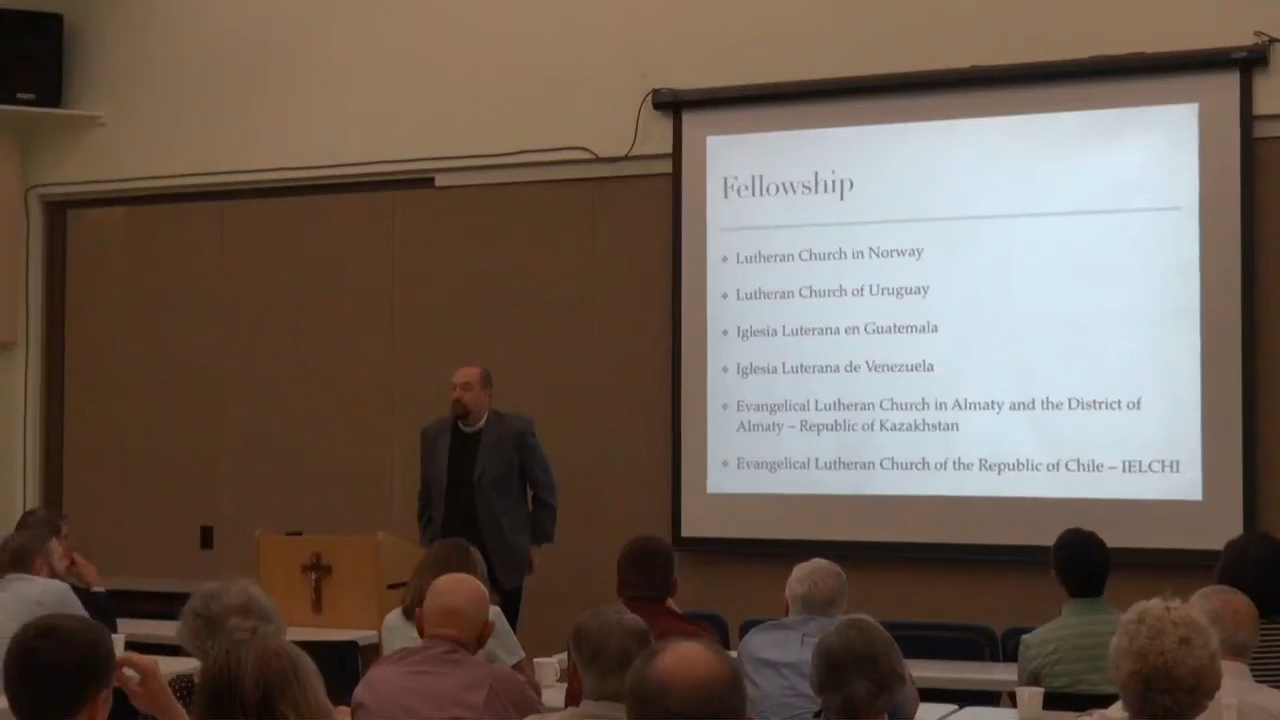 Fellowship
Lutheran Church in Norway
Lutheran Church of Uruguay
Iglesia Luterana en Guatemala
Iglesia Luterana de Venezuela
Evangelical Lutheran Church in Almaty and the District of
Almaty – Republic of Kazakhstan
Evangelical Lutheran Church of the Republic of Chile – IELCHI